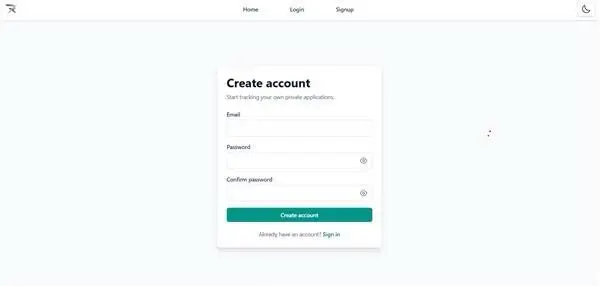 Home Login Signup
Create account
Start tracking your own private applications.
Email
Password
Confirm password
Create account
Already have an account? Sign in